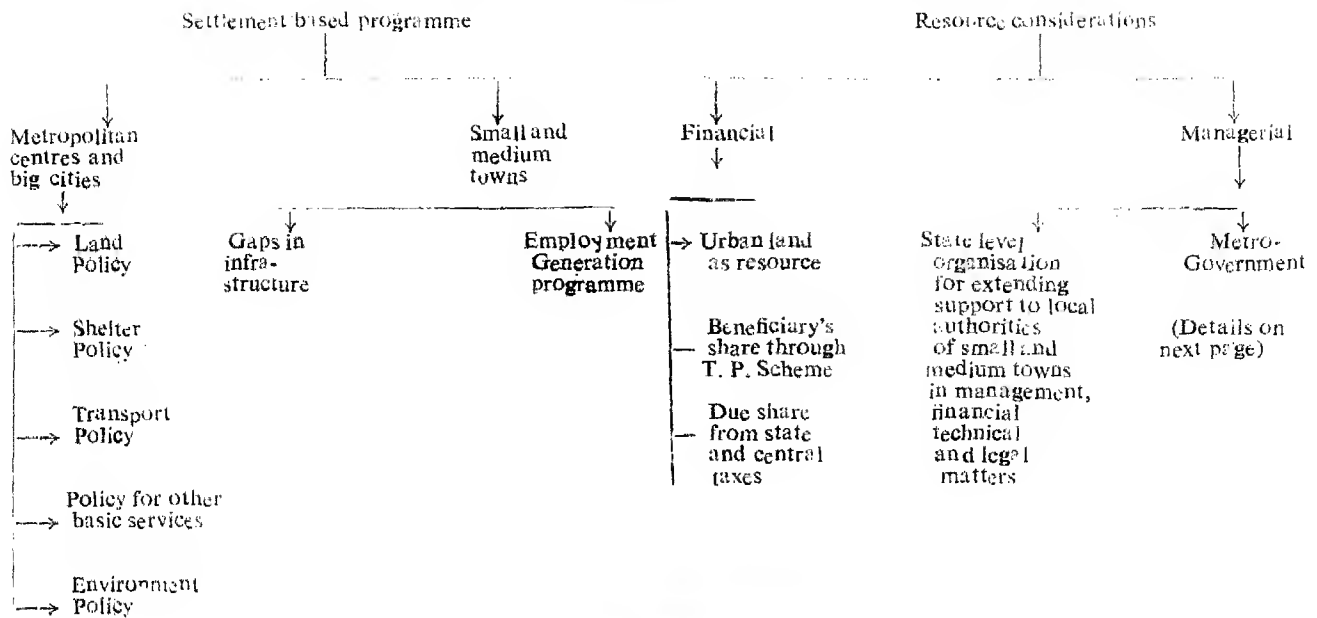 Settlement based programme
Resource considerations
Metropolitan
centres and
big cities
Small and
medium
towns
Financial
Managerial
Land
Policy
Shelter
Policy
Transport
Policy
Policy for other
basic services
Environment
Policy
Gaps in
infra-
structure
Employment
Generation
programme
Urban land
as resource
Beneficiary's
share through
T. P. Scheme
Due share
from state
and central
taxes
State level
organisation
for extending
support to local
authorities
of small and
medium towns
in management,
financial
technical
and legal
matters
Metro-
Government
(Details on
next page)